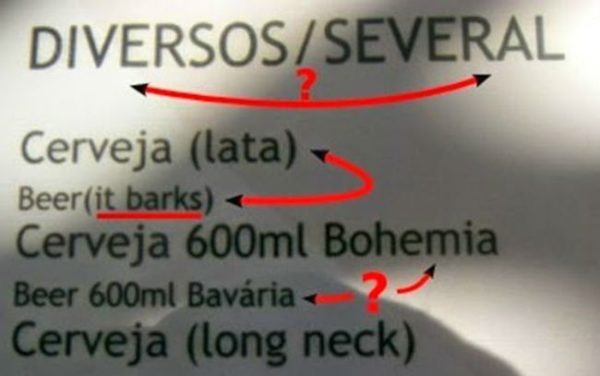 DIVERSOS/SEVERAL
?
Cerveja (lata)
Beer(it barks)
Cerveja 600ml Bohemia
Beer 600ml Bavária
?
Cerveja (long neck)